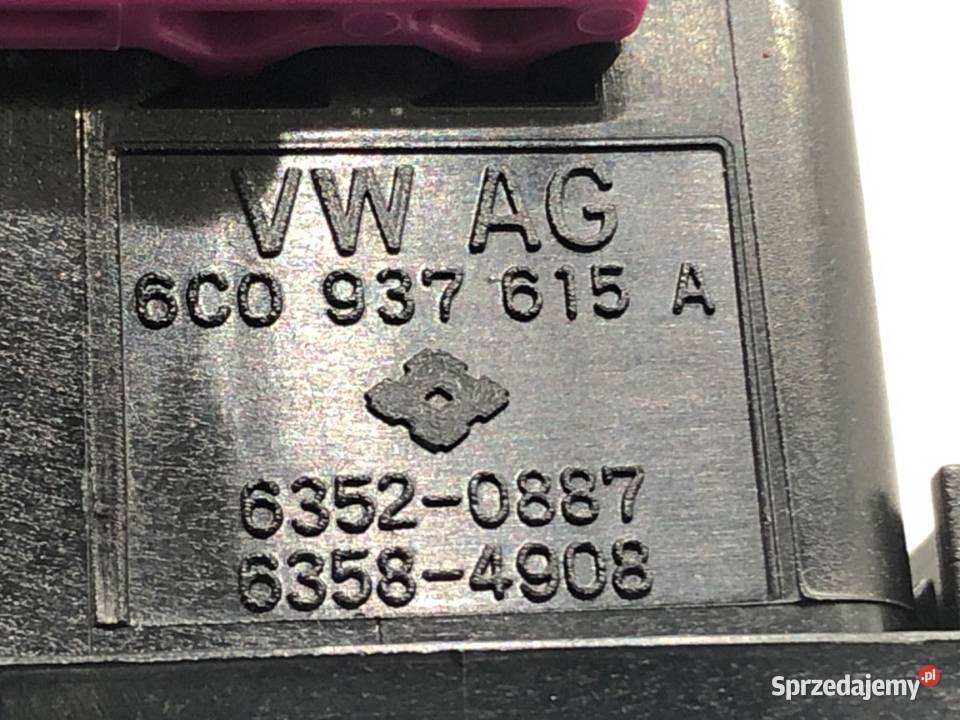 VW AG
6C0 937 615 A
6352-0887
6358-4908
Sprzedajemy.pl